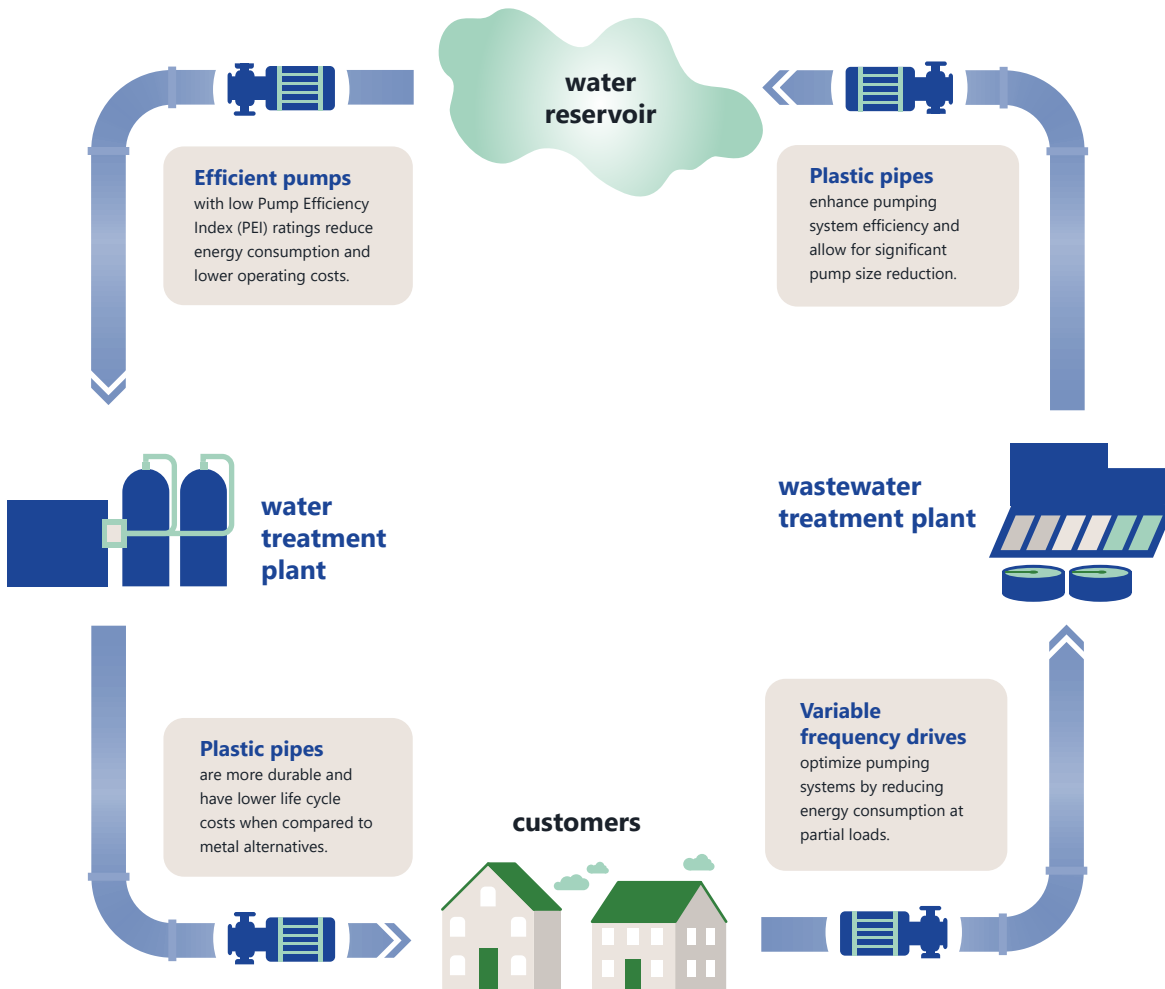 water
reservoir
Efficient pumps
with low Pump Efficiency
Index (PEI) ratings reduce
energy consumption and
lower operating costs.
Plastic pipes
enhance pumping
system efficiency and
allow for significant
pump size reduction.
water
treatment
plant
wastewater
treatment plant
Plastic pipes
are more durable and
have lower life cycle
costs when compared to
metal alternatives.
customers
Variable
frequency drives
optimize pumping
systems by reducing
energy consumption at
partial loads.